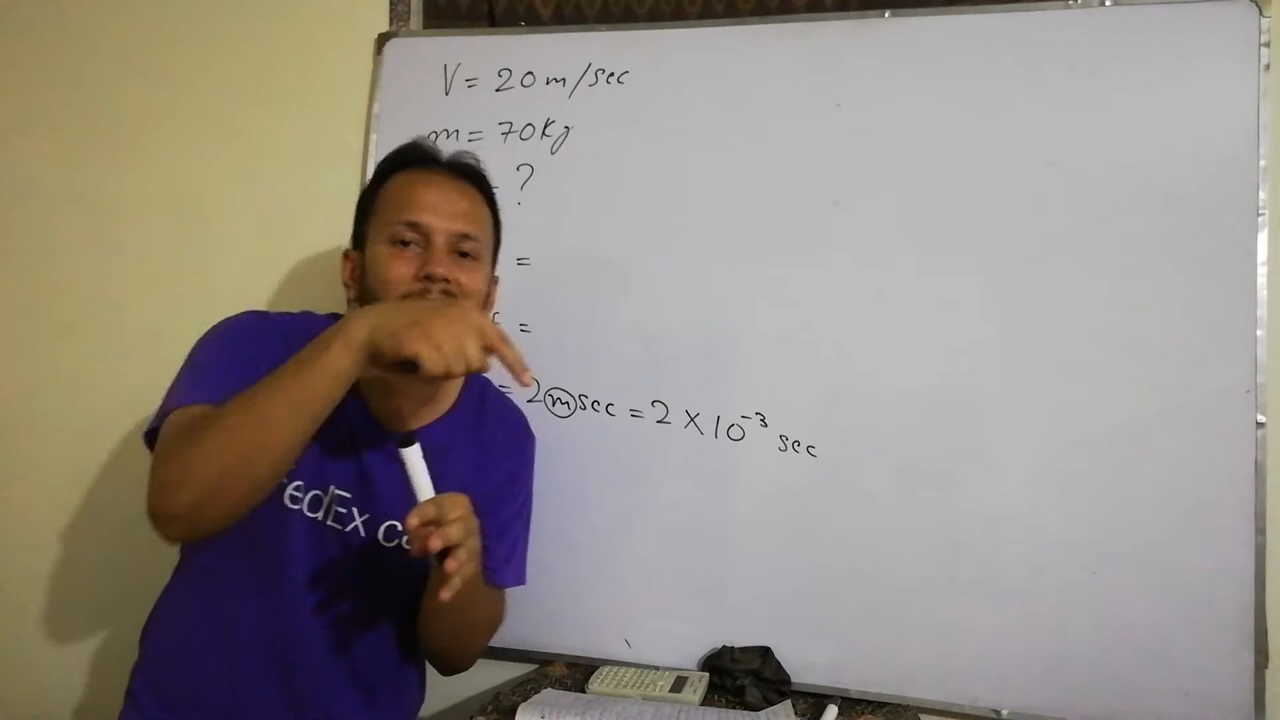 V = 20 m/sec
m = 70 Kg
?
=
=
= 2 m sec = 2 × 10⁻³ sec
edEx